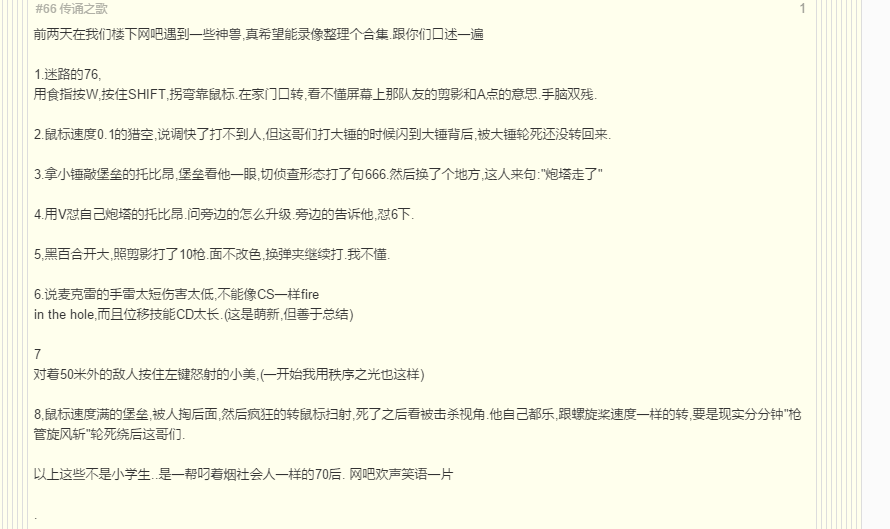 #66 传诵之歌
1
前两天在我们楼下网吧遇到一些神兽,真希望能录像整理个合集.跟你们口述一遍
1.迷路的76,
用食指按W,按住SHIFT,拐弯靠鼠标.在家门口转,看不懂屏幕上那队友的剪影和A点的意思.手脑双残.
2.鼠标速度0.1的猎空,说调快了打不到人,但这哥们打大锤的时候闪到大锤背后,被大锤轮死还没转回来.
3.拿小锤敲堡垒的托比昂,堡垒看他一眼,切侦查形态打了句666.然后换了个地方,这人来句:"炮塔走了"
4.用V怼自己炮塔的托比昂.问旁边的怎么升级.旁边的告诉他,怼6下.
5,黑百合开大,照剪影打了10枪.面不改色,换弹夹继续打.我不懂.
6.说麦克雷的手雷太短伤害太低,不能像CS一样fire
in the hole,而且位移技能CD太长.(这是萌新,但善于总结)
7
对着50米外的敌人按住左键怒射的小美,(一开始我用秩序之光也这样)
8,鼠标速度满的堡垒,被人掏后面,然后疯狂的转鼠标扫射,死了之后看被击杀视角.他自己都乐,跟螺旋桨速度一样的转,要是现实分分钟"枪
管旋风斩"轮死绕后这哥们.
以上这些不是小学生..是一帮叼着烟社会人一样的70后. 网吧欢声笑语一片
.